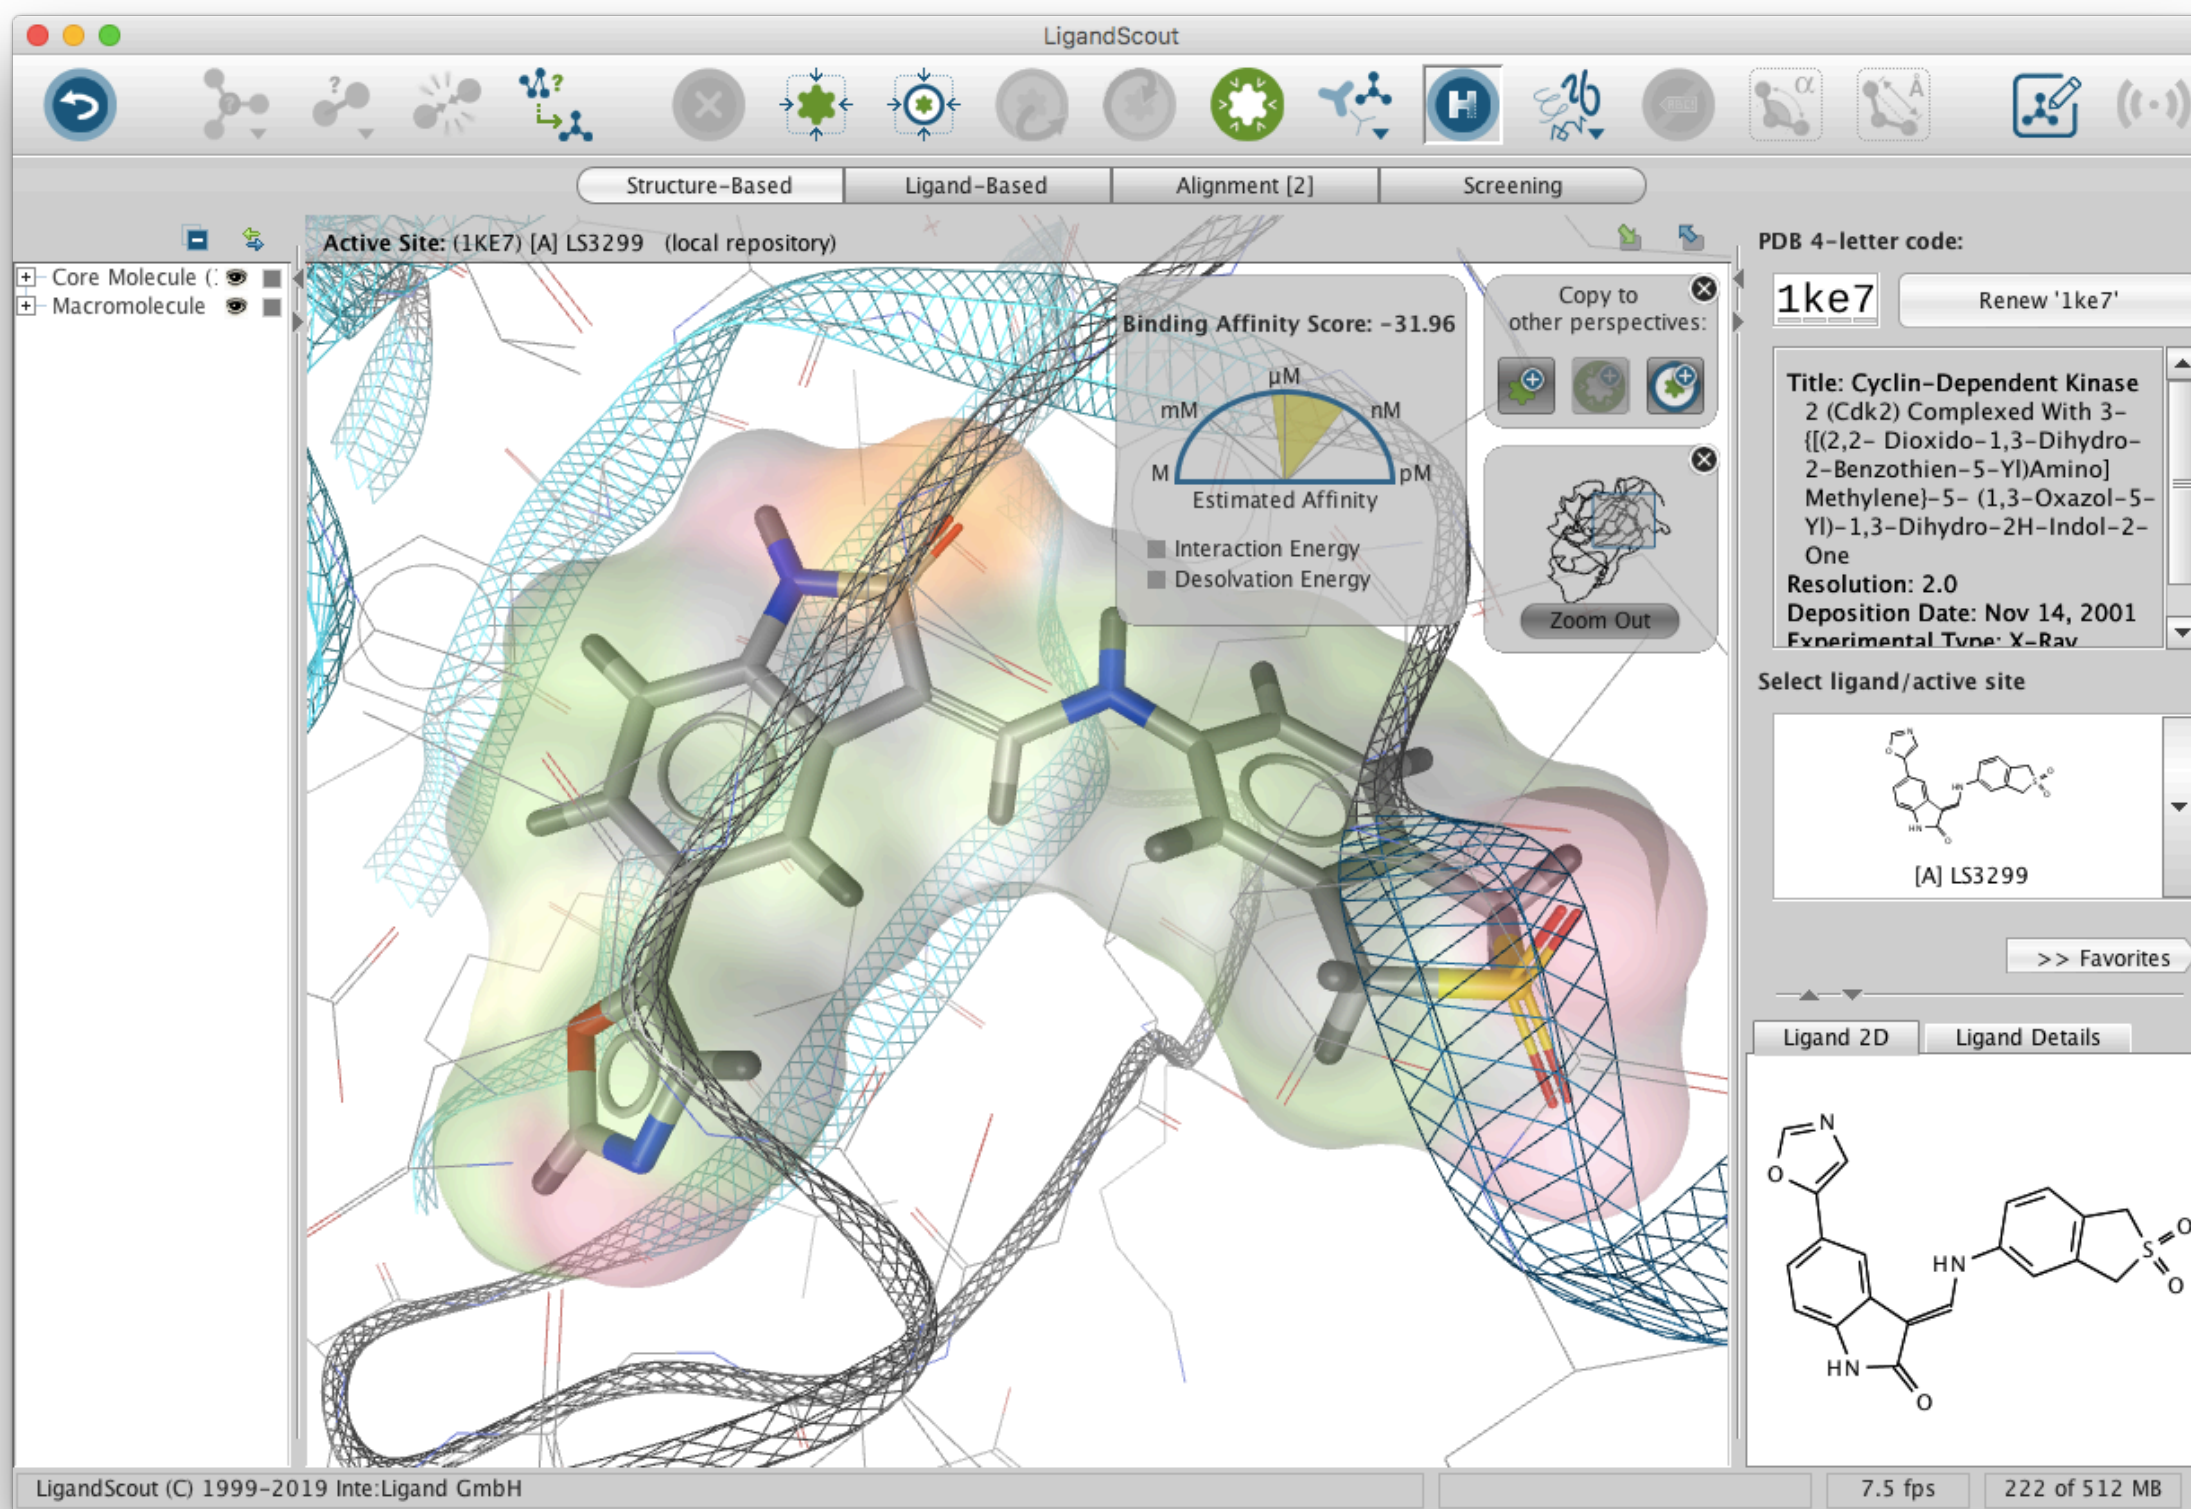 LigandScout
Structure-Based
Ligand-Based
Alignment [2]
Screening
Core Molecule (
Macromolecule
Active Site: (1KE7) [A] LS3299 (local repository)
Binding Affinity Score: -31.96
µM
mM
nM
M
pM
Estimated Affinity
Interaction Energy
Desolvation Energy
Copy to
other perspectives:
Zoom Out
PDB 4-letter code:
1ke7
Renew '1ke7'
Title: Cyclin-Dependent Kinase
2 (Cdk2) Complexed With 3-
{[(2,2- Dioxido-1,3-Dihydro-
2-Benzothien-5-Yl)Amino]
Methylene}-5- (1,3-Oxazol-5-
Yl)-1,3-Dihydro-2H-Indol-2-
One
Resolution: 2.0
Deposition Date: Nov 14, 2001
Experimental Type: X-Ray
Select ligand/active site
N
O
HN
S
O
O
HN
O
[A] LS3299
>> Favorites
Ligand 2D
Ligand Details
N
O
HN
S
O
O
HN
O
LigandScout (C) 1999-2019 Inte:Ligand GmbH
7.5 fps
222 of 512 MB
H
?
?
?
α
Å